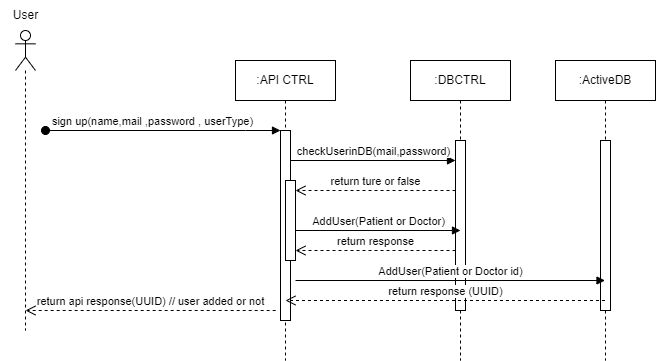 User
:API CTRL
:DBCTRL
:ActiveDB
sign up(name,mail ,password , userType)
checkUserinDB(mail,password)
return ture or false
AddUser(Patient or Doctor)
return response
AddUser(Patient or Doctor id)
return response (UUID)
return api response(UUID) // user added or not